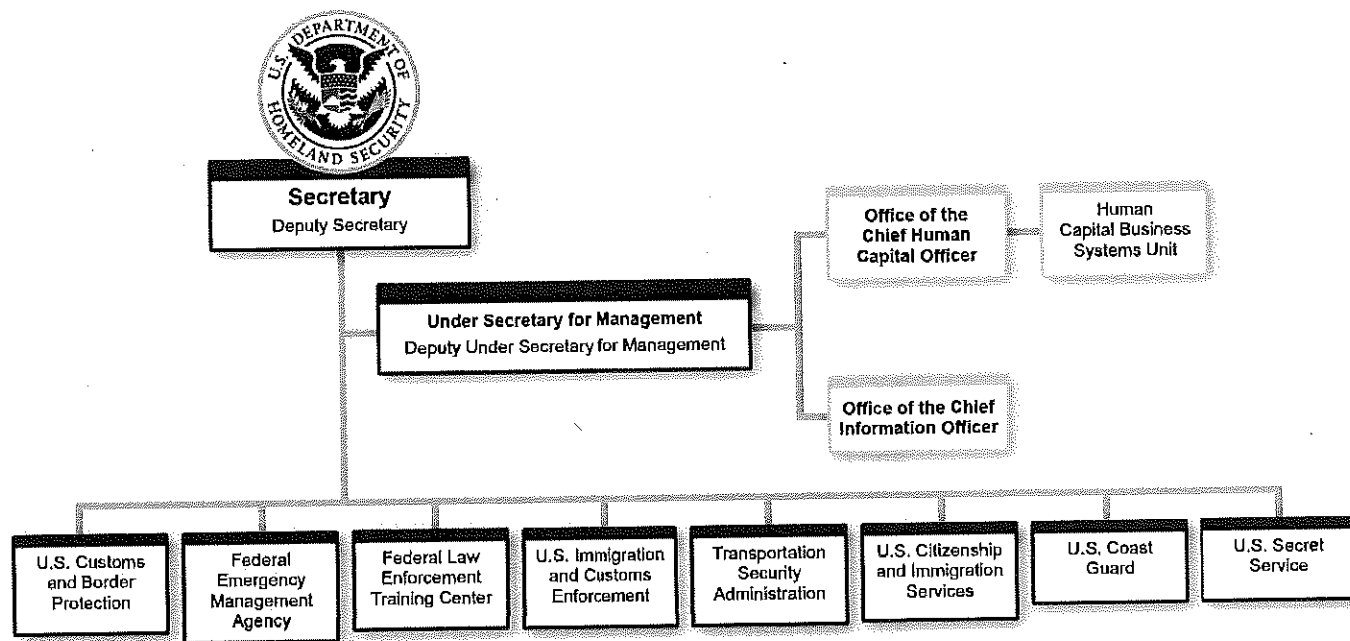 U.S. DEPARTMENT OF
HOMELAND SECURITY
Secretary
Deputy Secretary
Under Secretary for Management
Deputy Under Secretary for Management
Office of the
Chief Human
Capital Officer
Human
Capital Business
Systems Unit
Office of the Chief
Information Officer
U.S. Customs
and Border
Protection
Federal
Emergency
Management
Agency
Federal Law
Enforcement
Training Center
U.S. Immigration
and Customs
Enforcement
Transportation
Security
Administration
U.S. Citizenship
and Immigration
Services
U.S. Coast
Guard
U.S. Secret
Service